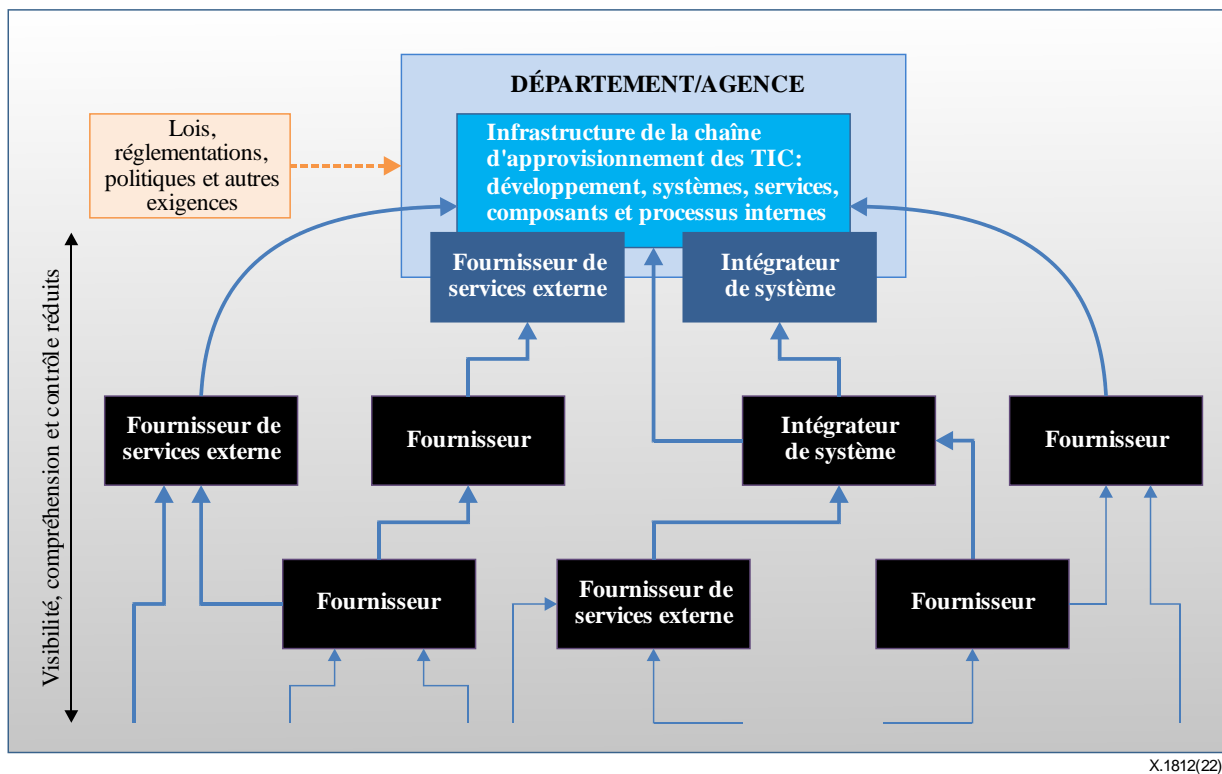 DÉPARTEMENT/AGENCE
Lois,
réglementations,
politiques et autres
exigences
Infrastructure de la chaîne
d'approvisionnement des TIC:
développement, systèmes, services,
composants et processus internes
Fournisseur de
services externe
Intégrateur
de système
Visibilité, compréhension et contrôle réduits
Fournisseur de
services externe
Fournisseur
Intégrateur
de système
Fournisseur
Fournisseur
Fournisseur de
services externe
Fournisseur
X.1812(22)